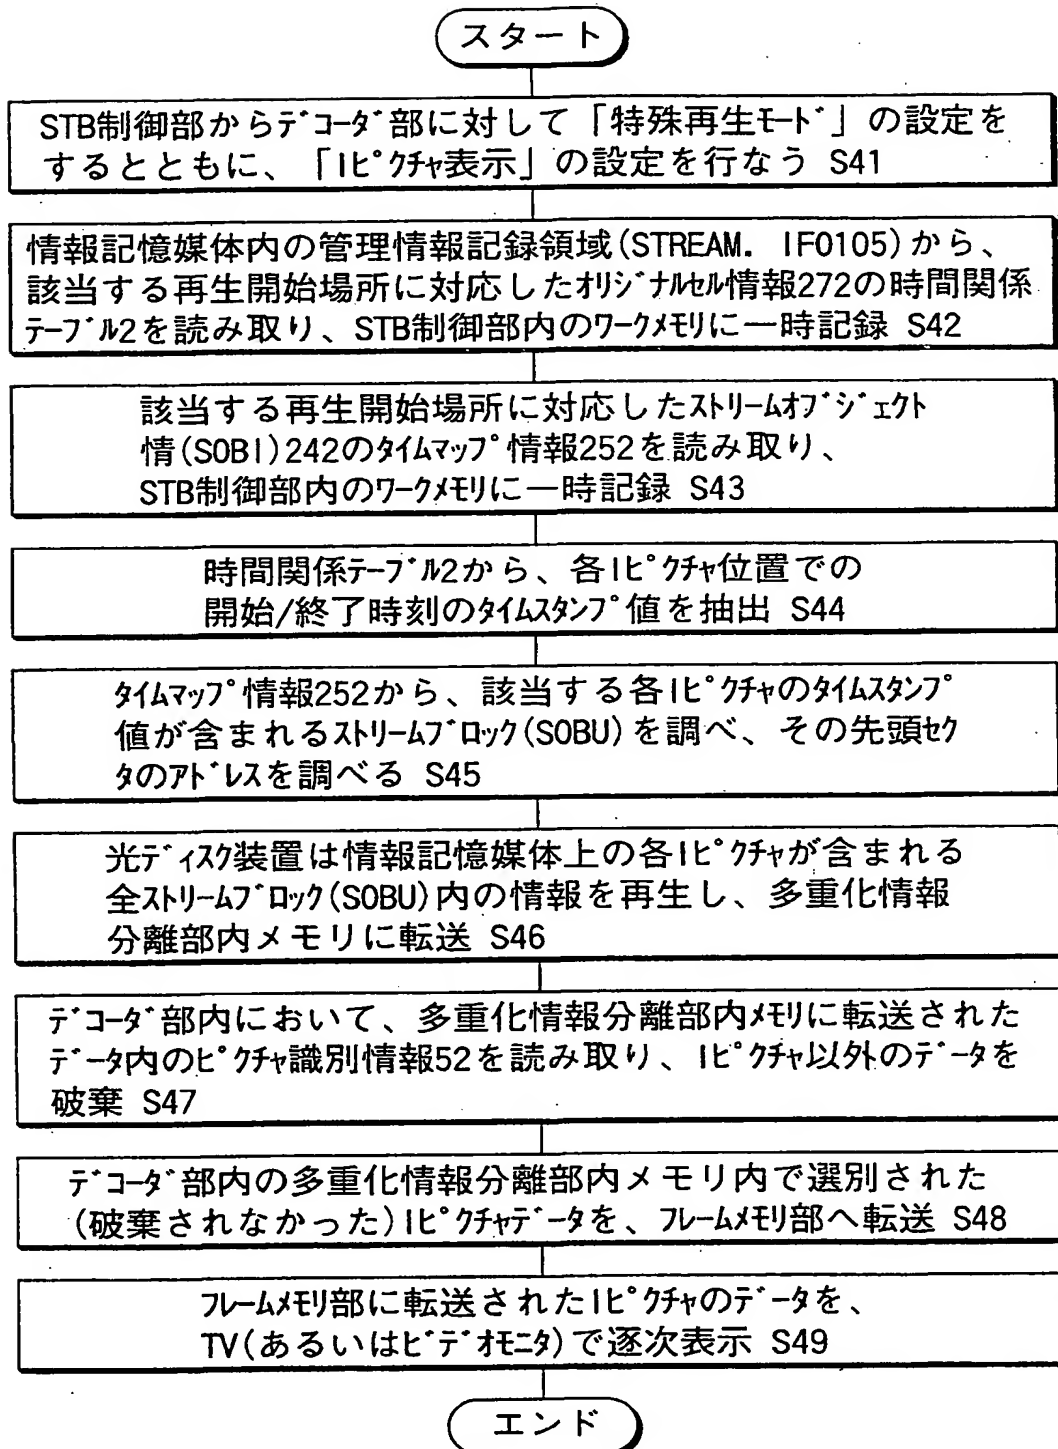 スタート
STB制御部からデコーダ部に対して「特殊再生モード」の設定を
するとともに、「Iピクチャ表示」の設定を行なう S41
情報記憶媒体内の管理情報記録領域(STREAM. IFO105)から、
該当する再生開始場所に対応したオリジナルセル情報272の時間関係
テーブル2を読み取り、STB制御部内のワークメモリに一時記録 S42
該当する再生開始場所に対応したストリームオブジェクト
情(SOBI)242のタイムマップ情報252を読み取り、
STB制御部内のワークメモリに一時記録 S43
時間関係テーブル2から、各Iピクチャ位置での
開始/終了時刻のタイムスタンプ値を抽出 S44
タイムマップ情報252から、該当する各Iピクチャのタイムスタンプ
値が含まれるストリームブロック(SOBU)を調べ、その先頭セク
タのアドレスを調べる S45
光ディスク装置は情報記憶媒体上の各Iピクチャが含まれる
全ストリームブロック(SOBU)内の情報を再生し、多重化情報
分離部内メモリに転送 S46
デコーダ部内において、多重化情報分離部内メモリに転送された
データ内のピクチャ識別情報52を読み取り、Iピクチャ以外のデータを
破棄 S47
デコーダ部内の多重化情報分離部内メモリ内で選別された
(破棄されなかった)Iピクチャデータを、フレームメモリ部へ転送 S48
フレームメモリ部に転送されたIピクチャのデータを、
TV(あるいはビデオモニタ)で逐次表示 S49
エンド